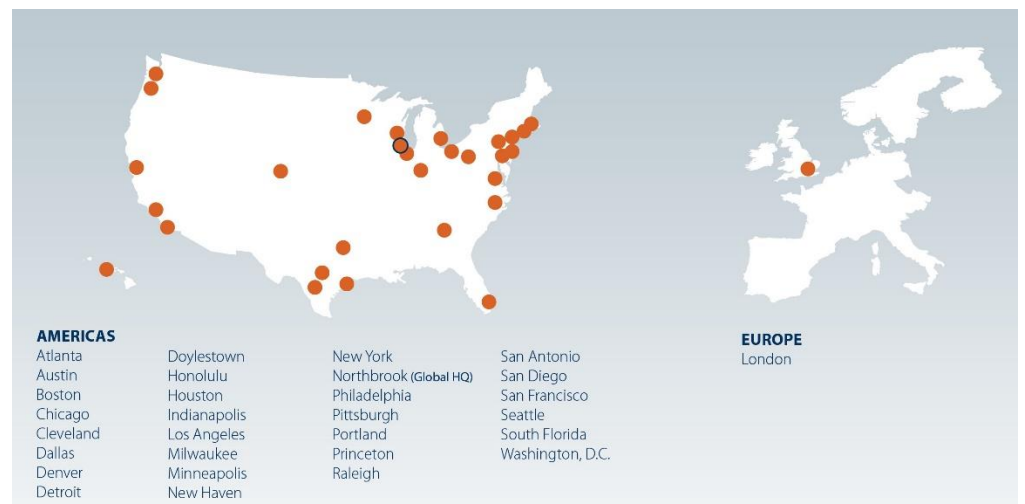 AMERICAS
Atlanta
Austin
Boston
Chicago
Cleveland
Dallas
Denver
Detroit
Doylestown
Honolulu
Houston
Indianapolis
Los Angeles
Milwaukee
Minneapolis
New Haven
New York
Northbrook (Global HQ)
Philadelphia
Pittsburgh
Portland
Princeton
Raleigh
San Antonio
San Diego
San Francisco
Seattle
South Florida
Washington, D.C.
EUROPE
London